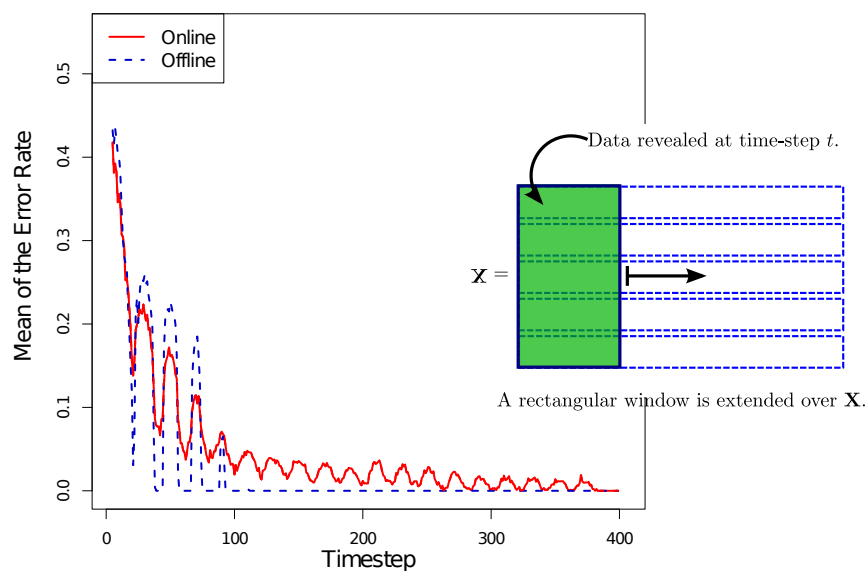 Online
Offline
Mean of the Error Rate
0.0
0.1
0.2
0.3
0.4
0.5
0
100
200
300
400
Timestep
Data revealed at time-step t.
X =
A rectangular window is extended over X.